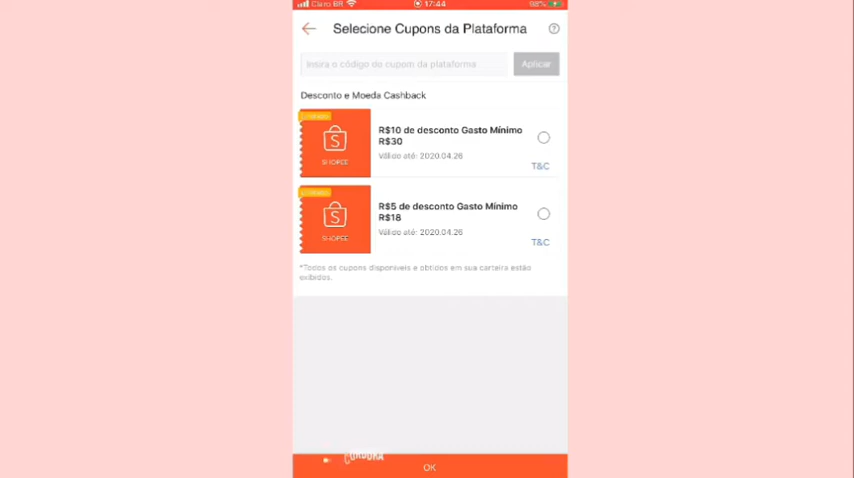 Claro BR 17:44 68%
Selecione Cupons da Plataforma
Insira o código do cupom da plataforma
Aplicar
Desconto e Moeda Cashback
R$10 de desconto Gasto Mínimo
R$30
Válido até: 2020.04.26
SHOPEE
T&C
R$5 de desconto Gasto Mínimo
R$18
Válido até: 2020.04.26
SHOPEE
T&C
*Todos os cupons disponíveis e obtidos em sua carteira estão
exibidos.
OK